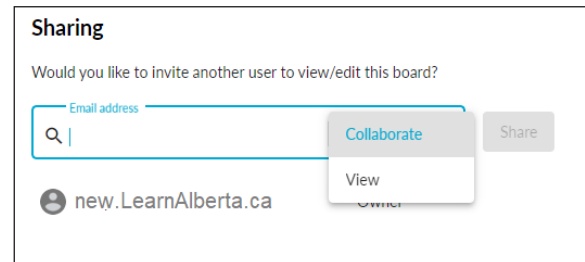 Sharing
Would you like to invite another user to view/edit this board?
Email address
Collaborate
Share
View
new.LearnAlberta.ca
Owner